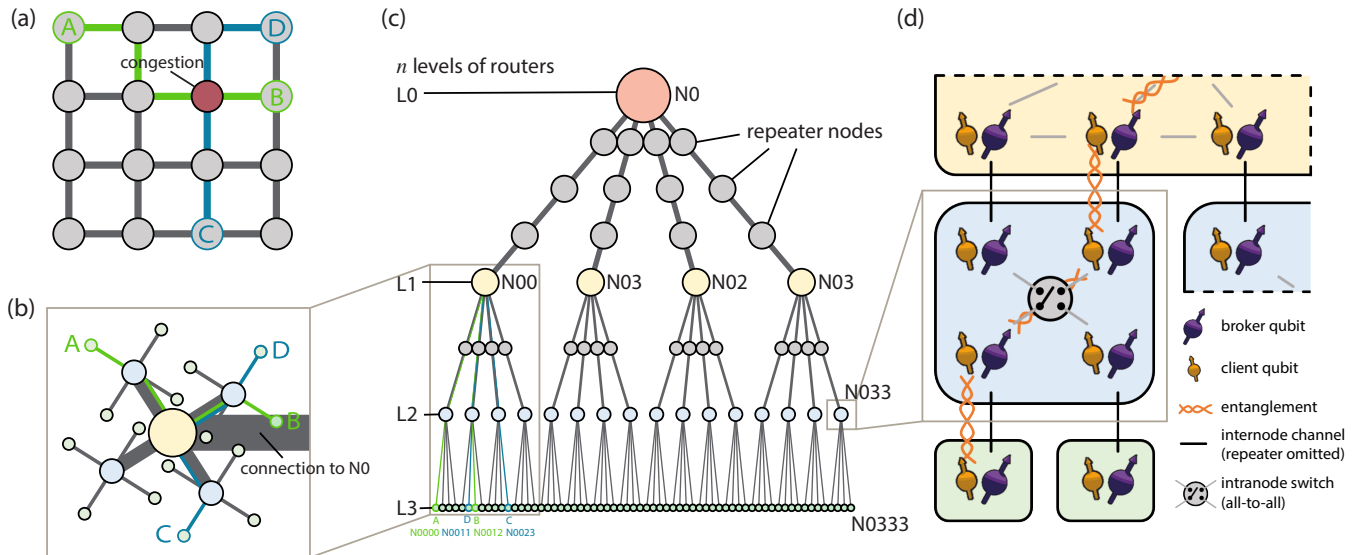 (a)
A
D
congestion
B
C
(b)
A
D
B
connection to N0
C
(c)
n levels of routers
L0
N0
repeater nodes
L1
N00
N03
N02
N03
N033
L2
L3
A
D
B
C
N0000
N0011
N0012
N0023
N0333
(d)
broker qubit
client qubit
entanglement
internode channel
(repeater omitted)
intranode switch
(all-to-all)